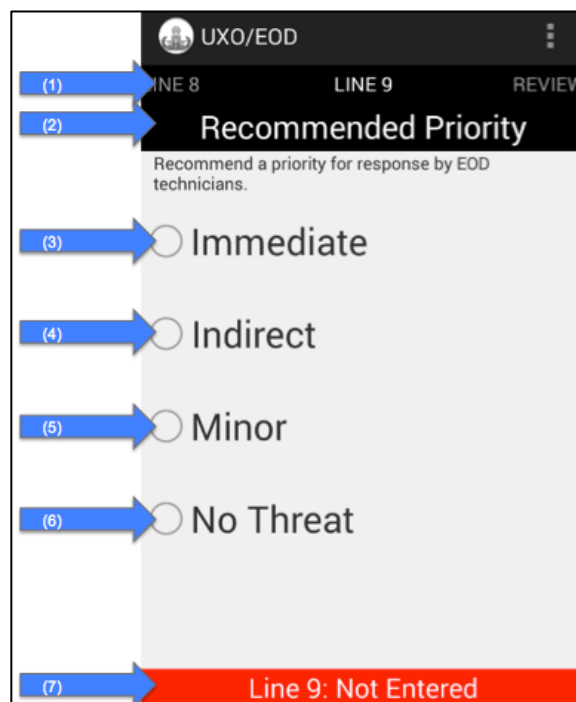 UXO/EOD
(1)
INE 8 LINE 9 REVIEW
(2)
Recommended Priority
Recommend a priority for response by EOD
technicians.
(3)
Immediate
(4)
Indirect
(5)
Minor
(6)
No Threat
(7)
Line 9: Not Entered